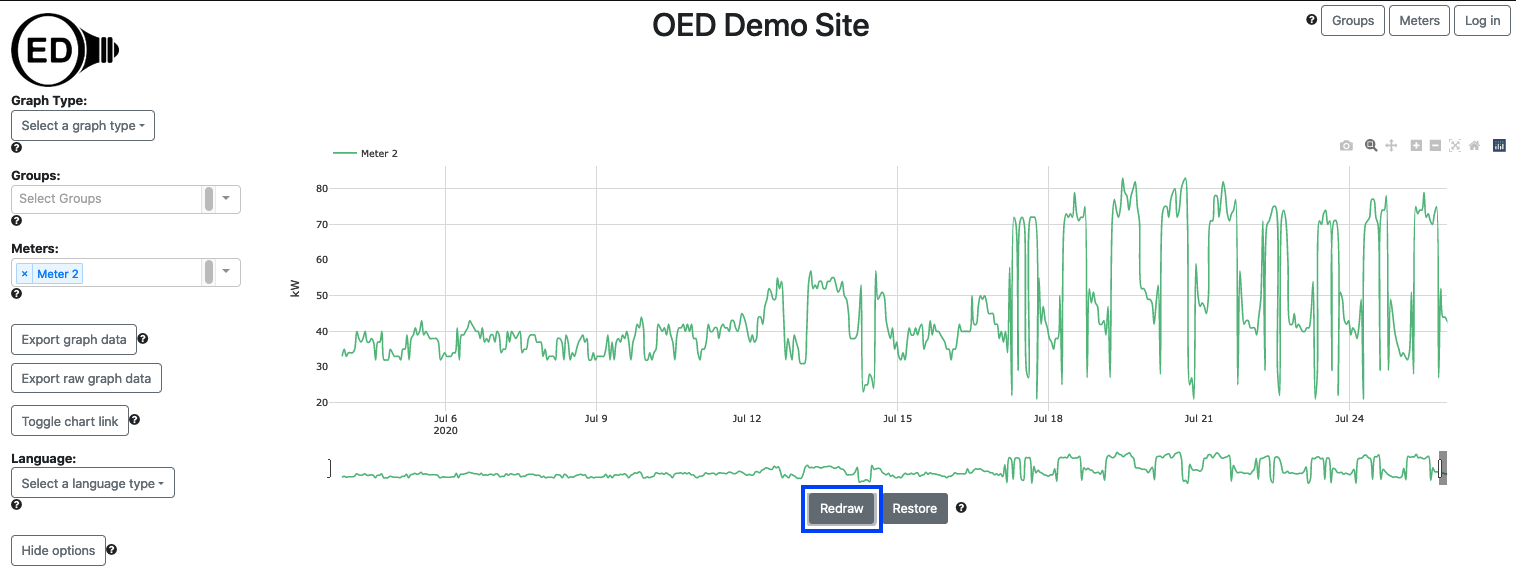 OED Demo Site
Groups
Meters
Log in
ED
Graph Type:
Select a graph type
Groups:
Select Groups
Meters:
× Meter 2
Export graph data
Export raw graph data
Toggle chart link
Language:
Select a language type
Hide options
Meter 2
kW
80
70
60
50
40
30
20
Jul 6
2020
Jul 9
Jul 12
Jul 15
Jul 18
Jul 21
Jul 24
Redraw
Restore